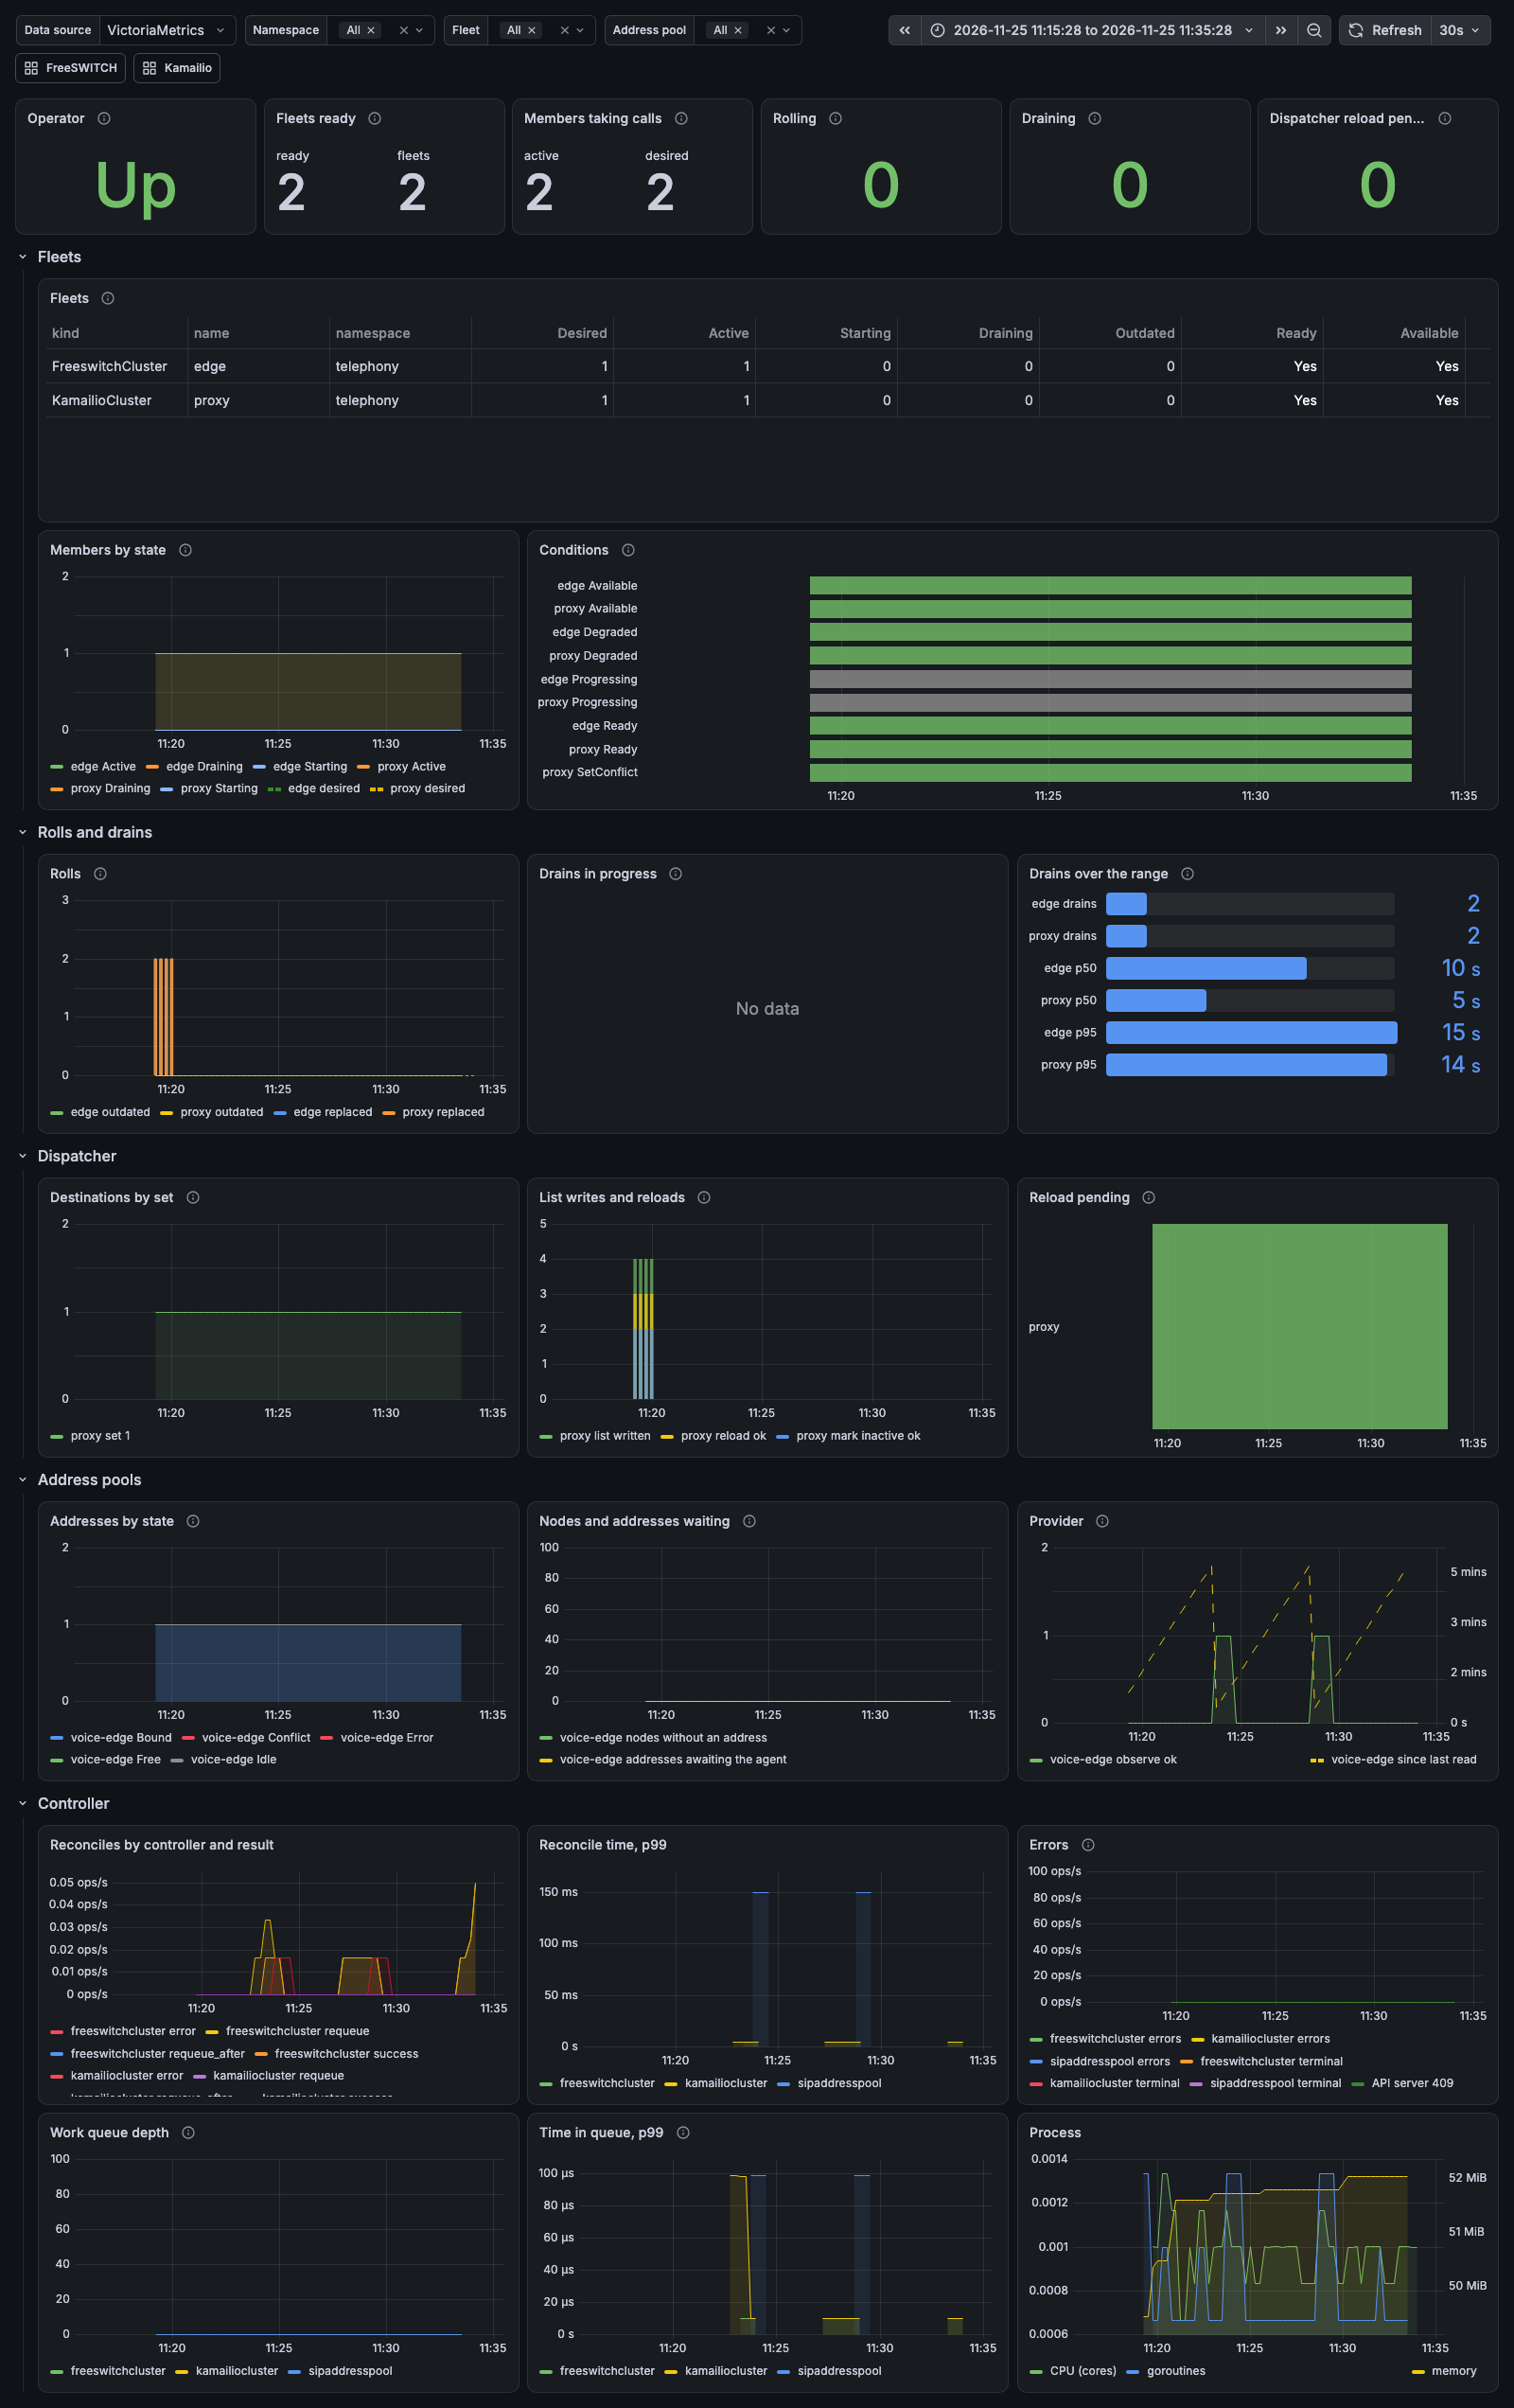 Data source VictoriaMetrics Namespace All Fleet All Address pool All 2026-11-25 11:15:28 to 2026-11-25 11:35:28 Refresh 30s
FreeSWITCH Kamailio
Operator
Up
Fleets ready
ready fleets
2 2
Members taking calls
active desired
2 2
Rolling
0
Draining
0
Dispatcher reload pen...
0
Fleets
Fleets
kind name namespace Desired Active Starting Draining Outdated Ready Available
FreeswitchCluster edge telephony 1 1 0 0 0 Yes Yes
KamailioCluster proxy telephony 1 1 0 0 0 Yes Yes
Members by state
2
1
0
11:20 11:25 11:30 11:35
edge Active edge Draining edge Starting proxy Active
proxy Draining proxy Starting edge desired proxy desired
Conditions
edge Available
proxy Available
edge Degraded
proxy Degraded
edge Progressing
proxy Progressing
edge Ready
proxy Ready
proxy SetConflict
11:20 11:25 11:30 11:35
Rolls and drains
Rolls
3
2
1
0
11:20 11:25 11:30 11:35
edge outdated proxy outdated edge replaced proxy replaced
Drains in progress
No data
Drains over the range
edge drains 2
proxy drains 2
edge p50 10 s
proxy p50 5 s
edge p95 15 s
proxy p95 14 s
Dispatcher
Destinations by set
2
1
0
11:20 11:25 11:30 11:35
proxy set 1
List writes and reloads
5
4
3
2
1
0
11:20 11:25 11:30 11:35
proxy list written proxy reload ok proxy mark inactive ok
Reload pending
proxy
11:20 11:25 11:30 11:35
Address pools
Addresses by state
2
1
0
11:20 11:25 11:30 11:35
voice-edge Bound voice-edge Conflict voice-edge Error
voice-edge Free voice-edge Idle
Nodes and addresses waiting
100
80
60
40
20
0
11:20 11:25 11:30 11:35
voice-edge nodes without an address
voice-edge addresses awaiting the agent
Provider
2
5 mins
3 mins
1
2 mins
0 0 s
11:20 11:25 11:30 11:35
voice-edge observe ok voice-edge since last read
Controller
Reconciles by controller and result
0.05 ops/s
0.04 ops/s
0.03 ops/s
0.02 ops/s
0.01 ops/s
0 ops/s
11:20 11:25 11:30 11:35
freeswitchcluster error freeswitchcluster requeue
freeswitchcluster requeue_after freeswitchcluster success
kamailiocluster error kamailiocluster requeue
Reconcile time, p99
150 ms
100 ms
50 ms
0 s
11:20 11:25 11:30 11:35
freeswitchcluster kamailiocluster sipaddresspool
Errors
100 ops/s
80 ops/s
60 ops/s
40 ops/s
20 ops/s
0 ops/s
11:20 11:25 11:30 11:35
freeswitchcluster errors kamailiocluster errors
sipaddresspool errors freeswitchcluster terminal
kamailiocluster terminal sipaddresspool terminal API server 409
Work queue depth
100
80
60
40
20
0
11:20 11:25 11:30 11:35
freeswitchcluster kamailiocluster sipaddresspool
Time in queue, p99
100 µs
80 µs
60 µs
40 µs
20 µs
0 s
11:20 11:25 11:30 11:35
freeswitchcluster kamailiocluster sipaddresspool
Process
0.0014
52 MiB
0.0012
51 MiB
0.001
0.0008 50 MiB
0.0006
11:20 11:25 11:30 11:35
CPU (cores) goroutines memory